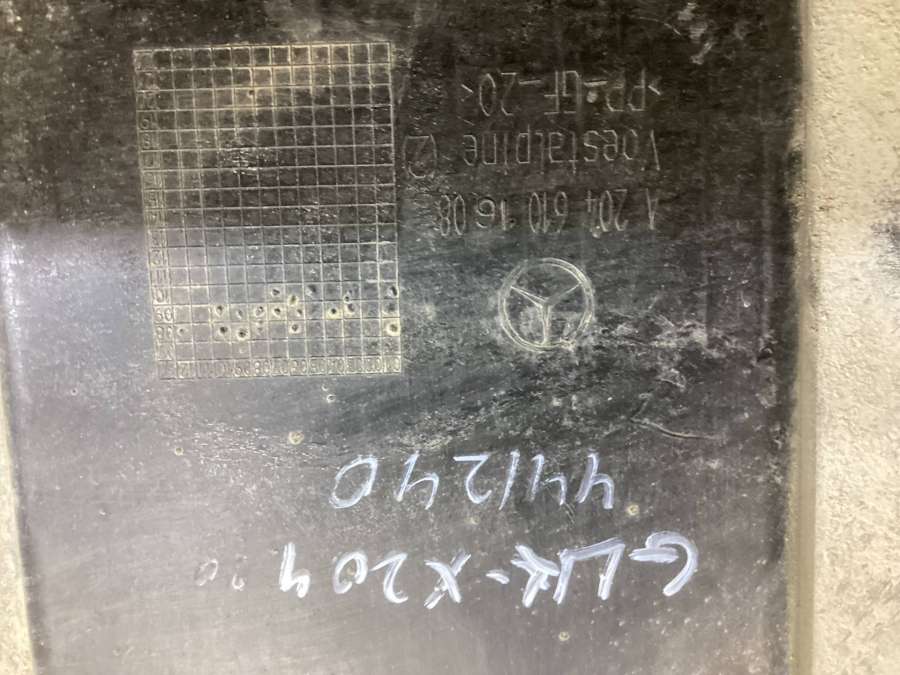 GLK-X204
441240
A 204 610 16 08
Voestalpine (2)
>PP-GF-20<